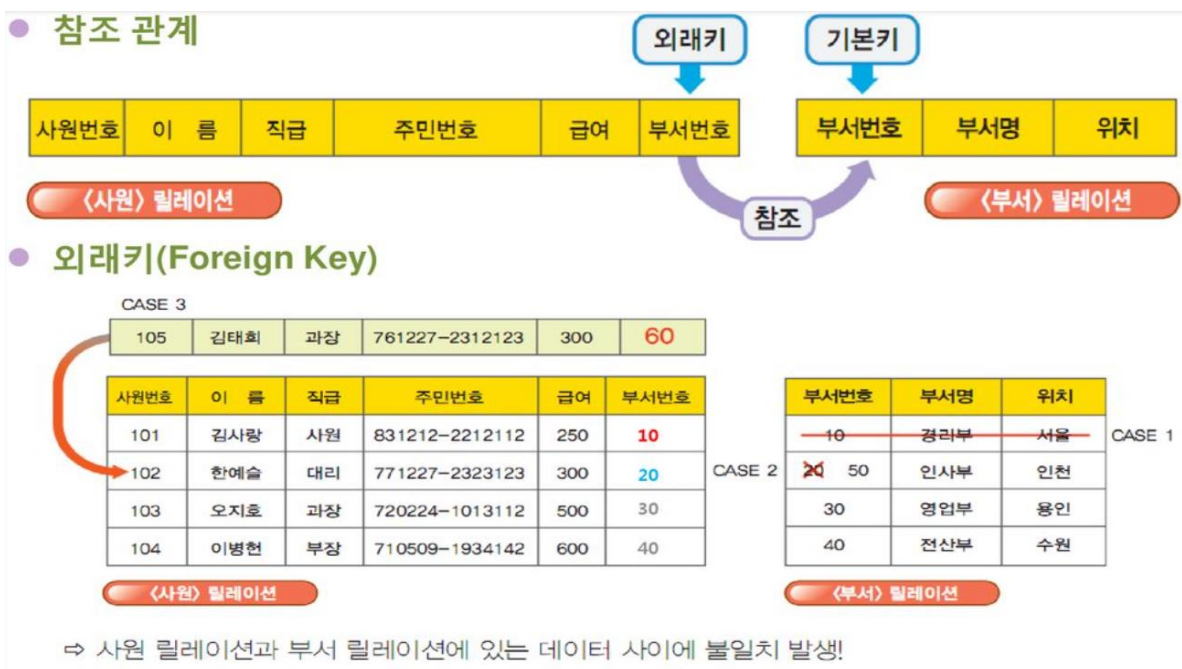 참조 관계
외래키 기본키
사원번호 이 름 직급 주민번호 급여 부서번호 부서번호 부서명 위치
〈사원〉 릴레이션 〈부서〉 릴레이션
참조
외래키(Foreign Key)
CASE 3
105 김태희 과장 761227-2312123 300 60
사원번호 이 름 직급 주민번호 급여 부서번호 부서번호 부서명 위치
101 김사랑 사원 831212-2212112 250 10 10 경리부 서울 CASE 1
102 한예슬 대리 771227-2323123 300 20 CASE 2 20 50 인사부 인천
103 오지호 과장 720224-1013112 500 30 30 영업부 용인
104 이병현 부장 710509-1934142 600 40 40 전산부 수원
〈사원〉 릴레이션 〈부서〉 릴레이션
⇨ 사원 릴레이션과 부서 릴레이션에 있는 데이터 사이에 불일치 발생!